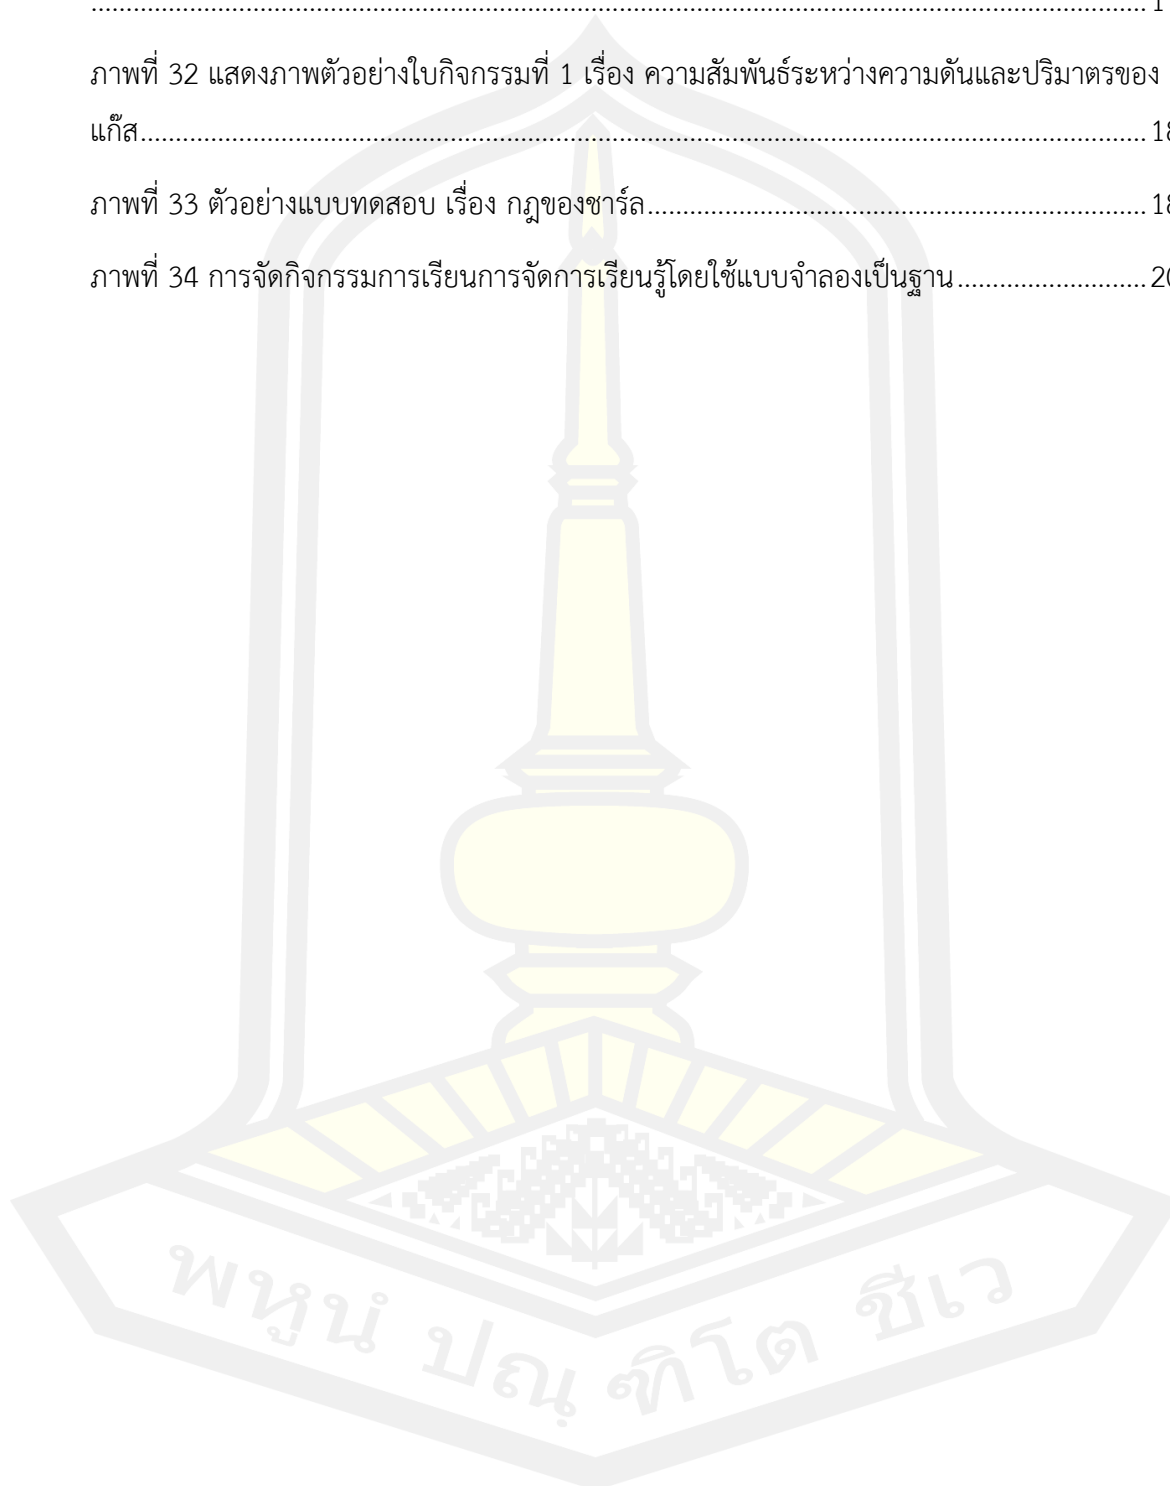 ........................................................................................................................ 1
ภาพที่ 32 แสดงภาพตัวอย่างใบกิจกรรมที่ 1 เรื่อง ความสัมพันธ์ระหว่างความดันและปริมาตรของ
แก๊ส........................................................................................................................ 18
ภาพที่ 33 ตัวอย่างแบบทดสอบ เรื่อง กฎของชาร์ล............................................................ 18
ภาพที่ 34 การจัดกิจกรรมการเรียนการจัดการเรียนรู้โดยใช้แบบจำลองเป็นฐาน....................... 20
พหูนํ ปณฺฑิโต ชีเว